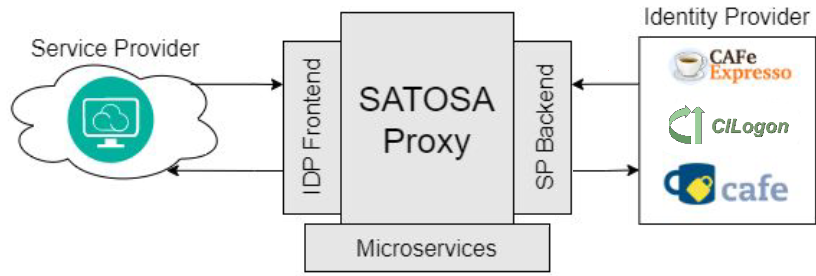 Service Provider
IDP Frontend
SATOSA
Proxy
SP Backend
Microservices
Identity Provider
CAFe
Expresso
CILogon
cafe